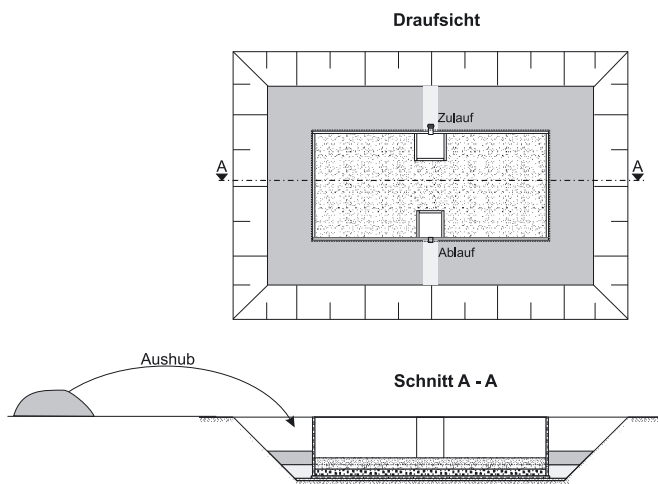 Draufsicht
Zulauf
A
A
Ablauf
Aushub
Schnitt A - A